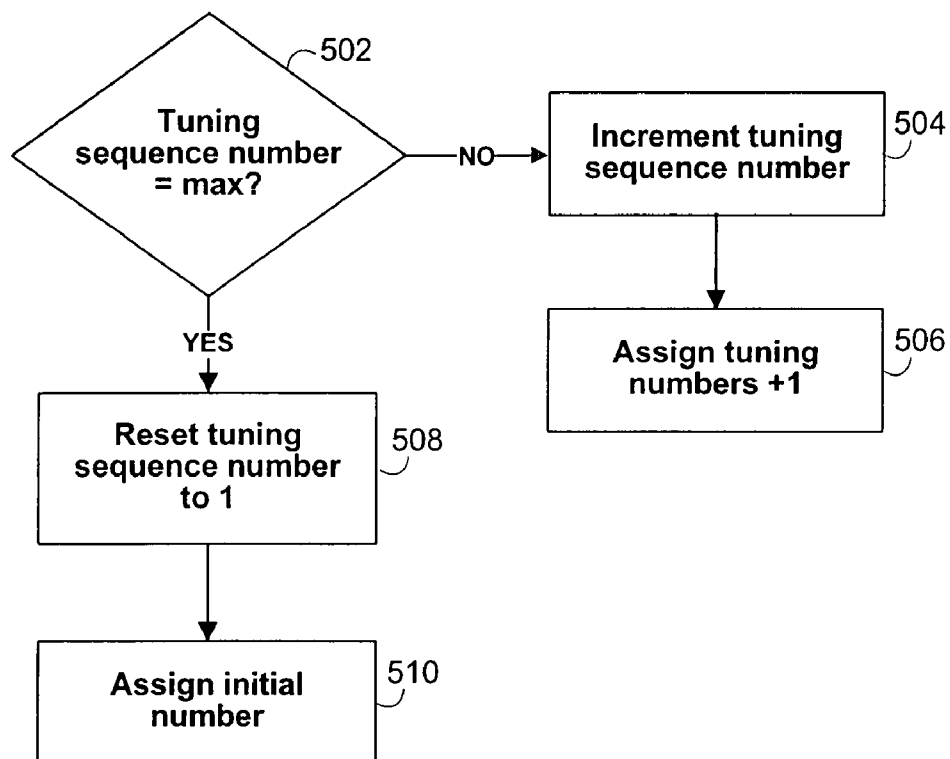 502
Tuning
sequence number
= max?
NO
Increment tuning
sequence number
504
YES
Assign tuning
numbers +1
506
Reset tuning
sequence number
to 1
508
Assign initial
number
510